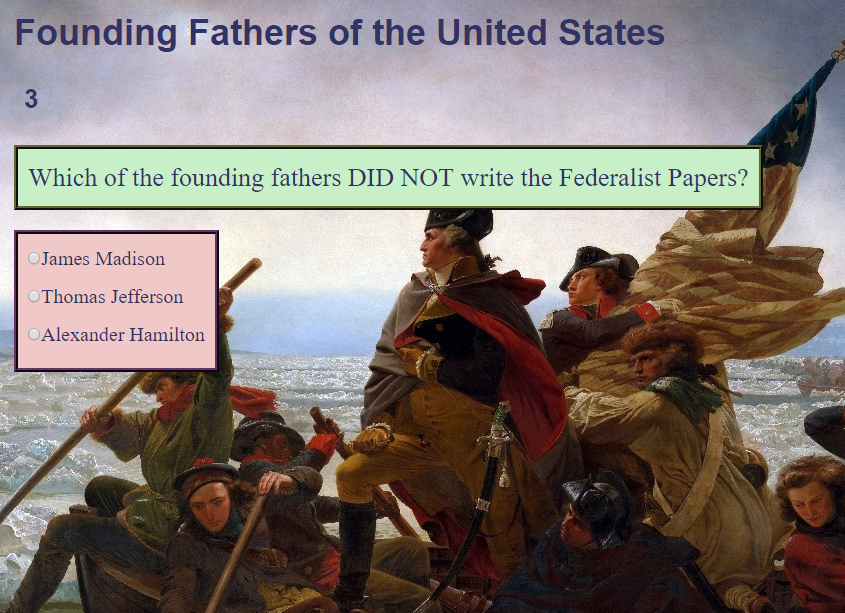 Founding Fathers of the United States
3
Which of the founding fathers DID NOT write the Federalist Papers?
James Madison
Thomas Jefferson
Alexander Hamilton